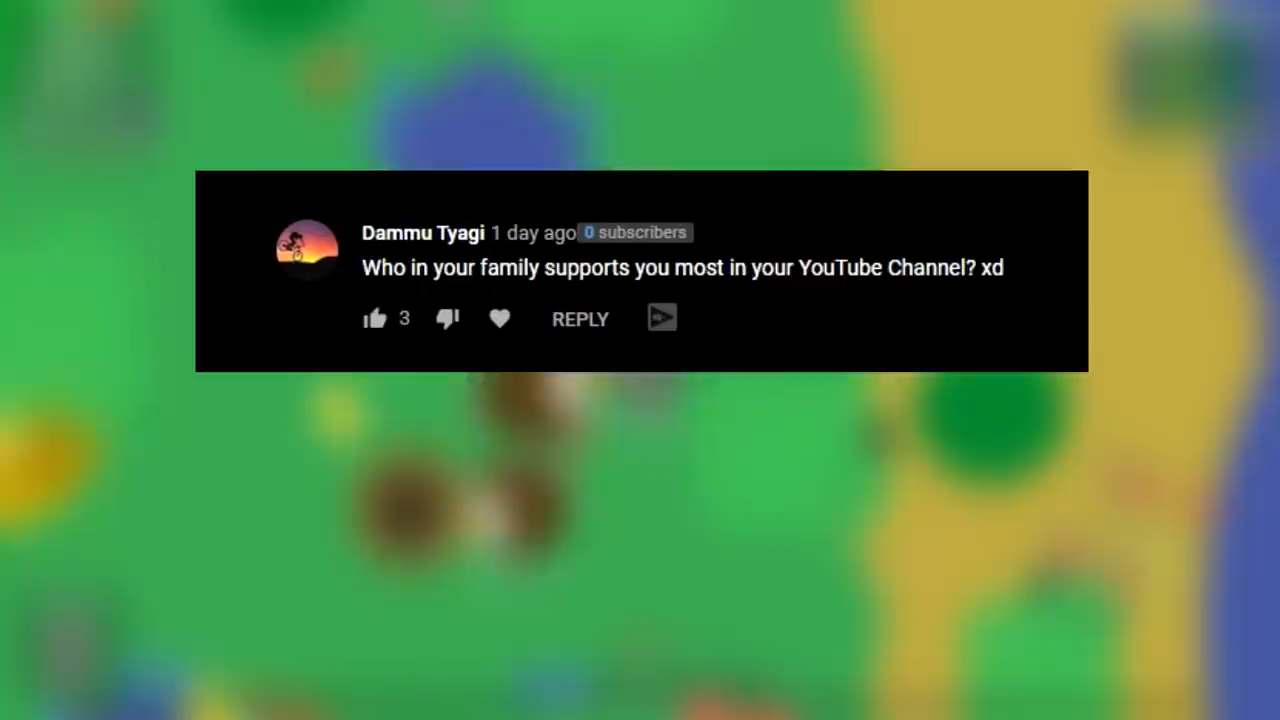 Dammu Tyagi 1 day ago 0 subscribers
Who in your family supports you most in your YouTube Channel? xd
3 REPLY